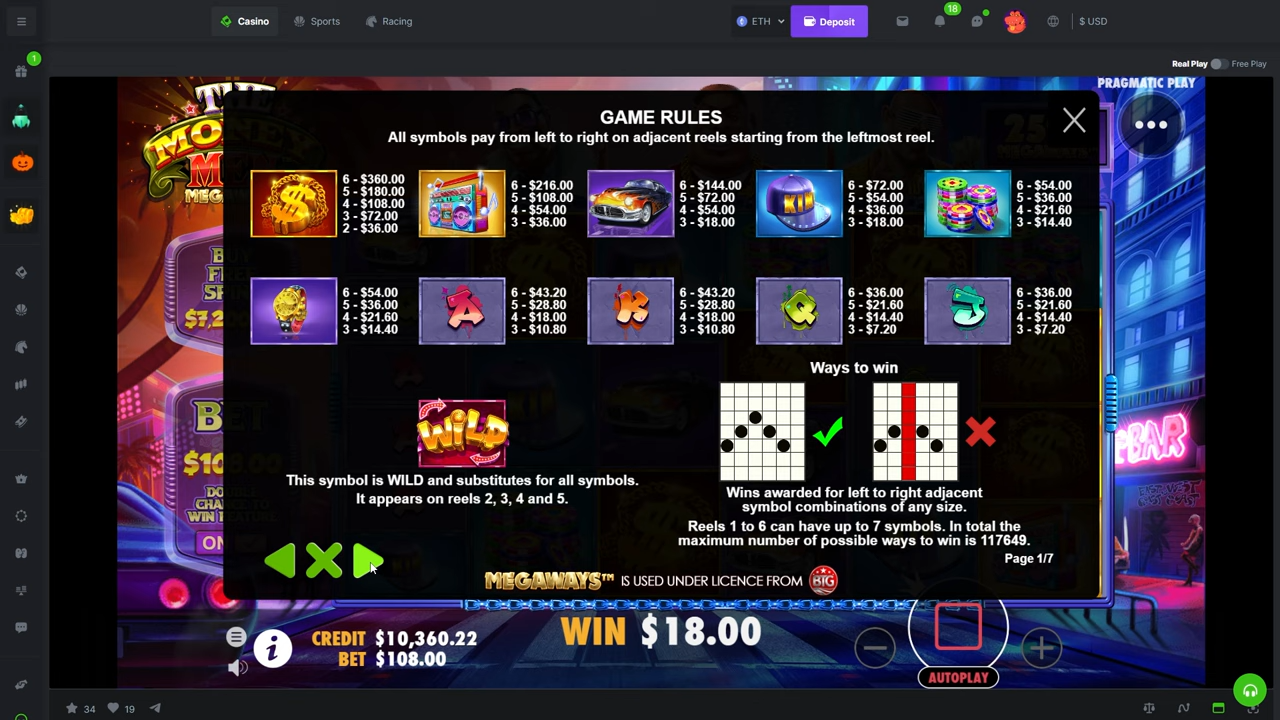 Casino
Sports
Racing
ETH
Deposit
18
$ USD
1
Real Play
Free Play
PRAGMATIC PLAY
THE
GAME RULES
All symbols pay from left to right on adjacent reels starting from the leftmost reel.
6 - $360.00
5 - $180.00
4 - $108.00
3 - $72.00
2 - $36.00
6 - $216.00
5 - $108.00
4 - $54.00
3 - $36.00
6 - $144.00
5 - $72.00
4 - $54.00
3 - $18.00
KIN
6 - $72.00
5 - $54.00
4 - $36.00
3 - $18.00
6 - $54.00
5 - $36.00
4 - $21.60
3 - $14.40
6 - $54.00
5 - $36.00
4 - $21.60
3 - $14.40
A
6 - $43.20
5 - $28.80
4 - $18.00
3 - $10.80
K
6 - $43.20
5 - $28.80
4 - $18.00
3 - $10.80
Q
6 - $36.00
5 - $21.60
4 - $14.40
3 - $7.20
J
6 - $36.00
5 - $21.60
4 - $14.40
3 - $7.20
Ways to win
WILD
This symbol is WILD and substitutes for all symbols.
It appears on reels 2, 3, 4 and 5.
Wins awarded for left to right adjacent
symbol combinations of any size.
Reels 1 to 6 can have up to 7 symbols. In total the
maximum number of possible ways to win is 117649.
Page 1/7
MEGAWAYS™ IS USED UNDER LICENCE FROM BTG
BET
BAR
CREDIT $10,360.22
BET $108.00
WIN $18.00
AUTOPLAY
34
19